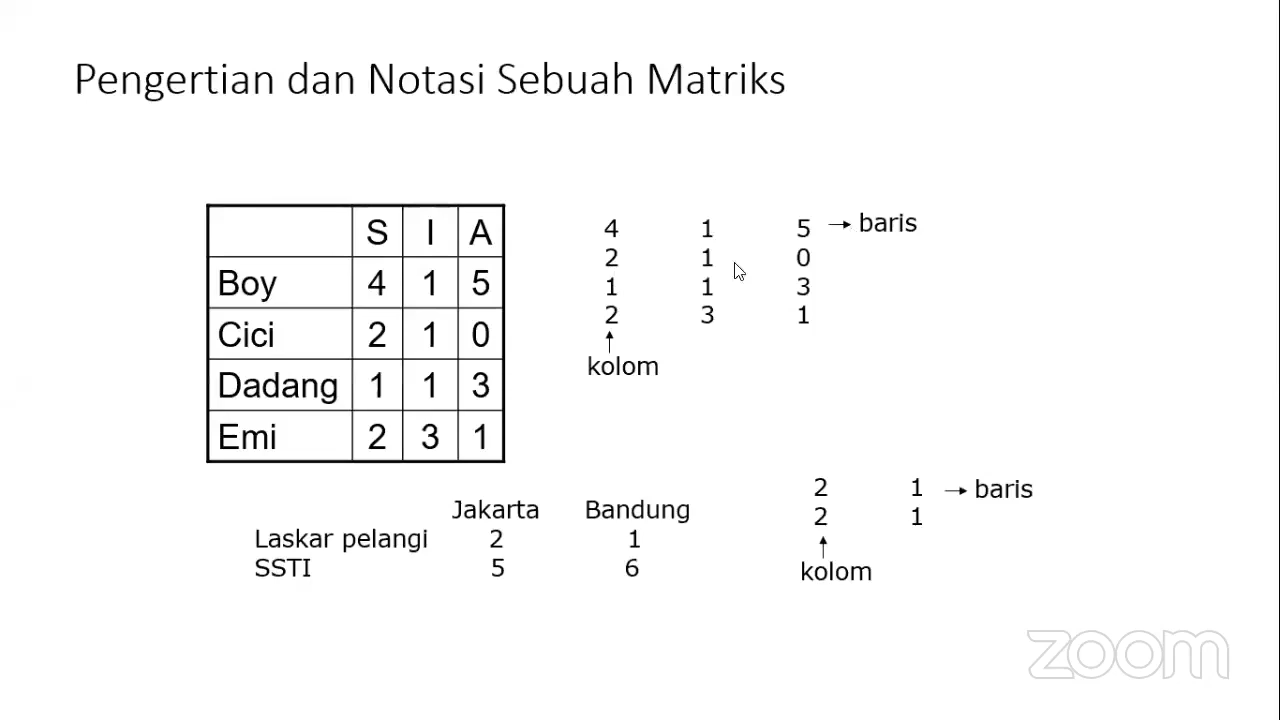 Pengertian dan Notasi Sebuah Matriks
S I A
Boy 4 1 5
Cici 2 1 0
Dadang 1 1 3
Emi 2 3 1
4 1 5 → baris
2 1 0
1 1 3
2 3 1
kolom
Jakarta Bandung
Laskar pelangi 2 1
SSTI 5 6
2 1 → baris
2 1
kolom
zoom